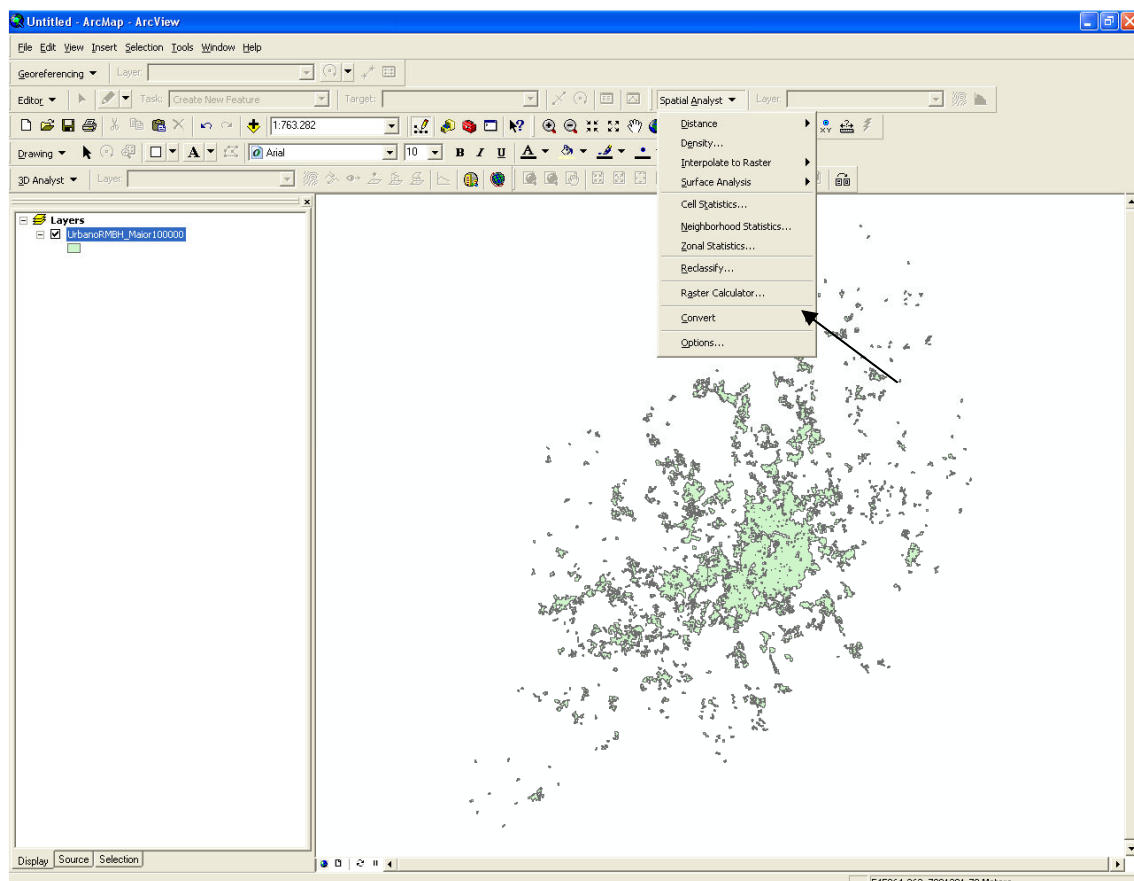 Untitled - ArcMap - ArcView
File Edit View Insert Selection Tools Window Help
Georeferencing Layer:
Editor Task: Create New Feature Target: Spatial Analyst Layer:
1:763.282
Drawing A Arial 10 B I U A
3D Analyst Layer:
Distance
Density...
Interpolate to Raster
Surface Analysis
Cell Statistics...
Neighborhood Statistics...
Zonal Statistics...
Reclassify...
Raster Calculator...
Convert
Options...
Layers
UrbanoRMBH_Maior100000
Display Source Selection